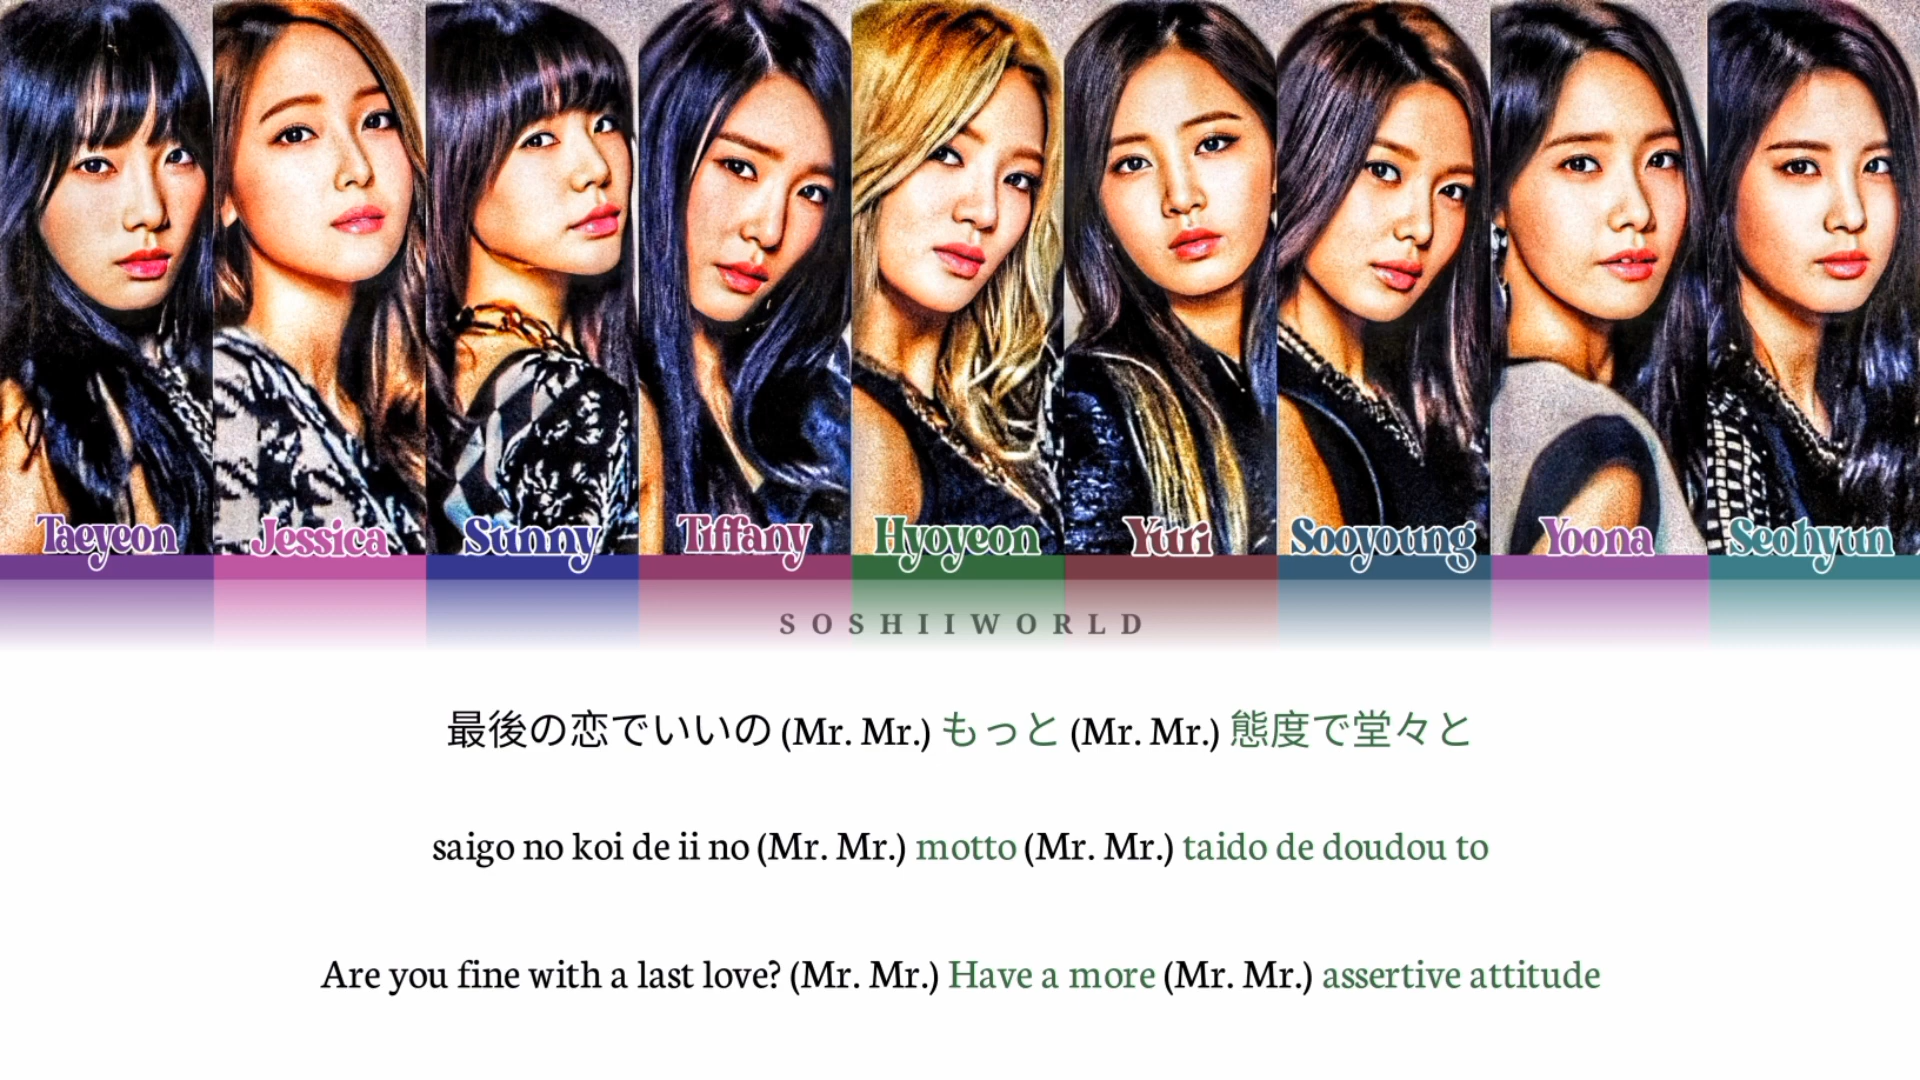 Taeyeon Jessica Sunny Tiffany Hyoyeon Yuri Sooyoung Yoona Seohyun
SOSHIIWORLD
最後の恋でいいの (Mr. Mr.) もっと (Mr. Mr.) 態度で堂々と
saigo no koi de ii no (Mr. Mr.) motto (Mr. Mr.) taido de doudou to
Are you fine with a last love? (Mr. Mr.) Have a more (Mr. Mr.) assertive attitude